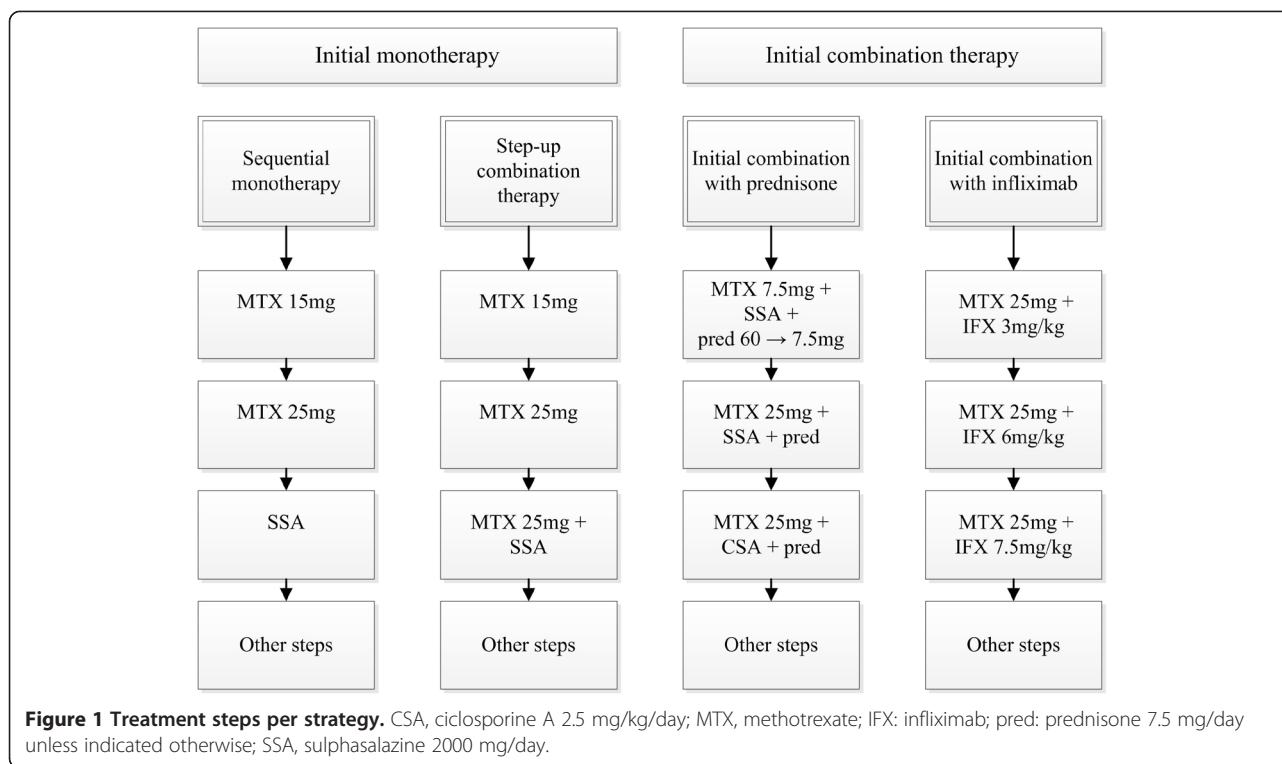 Initial monotherapy
Initial combination therapy
Sequential
monotherapy
Step-up
combination
therapy
Initial combination
with prednisone
Initial combination
with infliximab
MTX 15mg
MTX 15mg
MTX 7.5mg +
SSA +
pred 60 → 7.5mg
MTX 25mg +
IFX 3mg/kg
MTX 25mg
MTX 25mg
MTX 25mg +
SSA + pred
MTX 25mg +
IFX 6mg/kg
SSA
MTX 25mg +
SSA
MTX 25mg +
CSA + pred
MTX 25mg +
IFX 7.5mg/kg
Other steps
Other steps
Other steps
Other steps
Figure 1 Treatment steps per strategy. CSA, ciclosporine A 2.5 mg/kg/day; MTX, methotrexate; IFX: infliximab; pred: prednisone 7.5 mg/day
unless indicated otherwise; SSA, sulphasalazine 2000 mg/day.